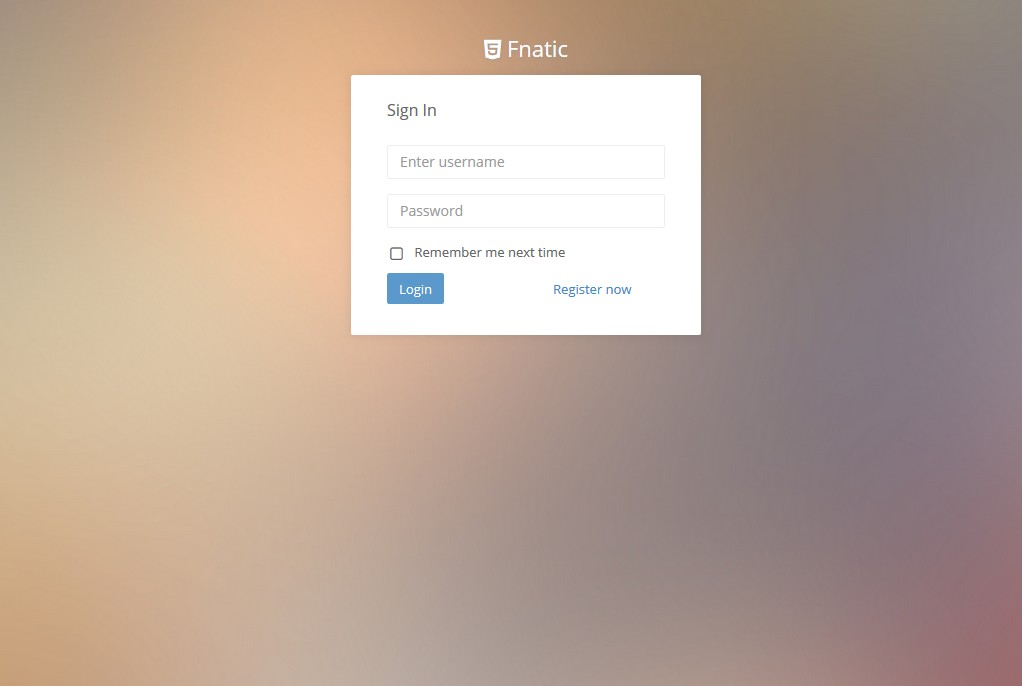 Fnatic
Sign In
Enter username
Password
Remember me next time
Login
Register now